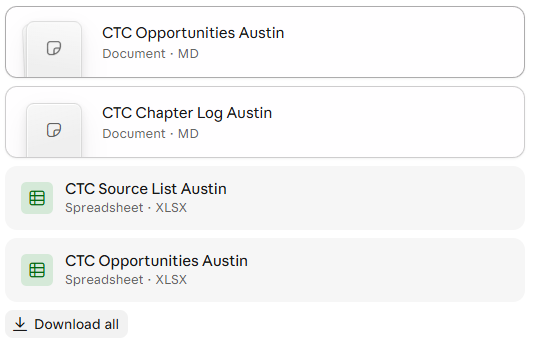 CTC Opportunities Austin
Document · MD
CTC Chapter Log Austin
Document · MD
CTC Source List Austin
Spreadsheet · XLSX
CTC Opportunities Austin
Spreadsheet · XLSX
Download all